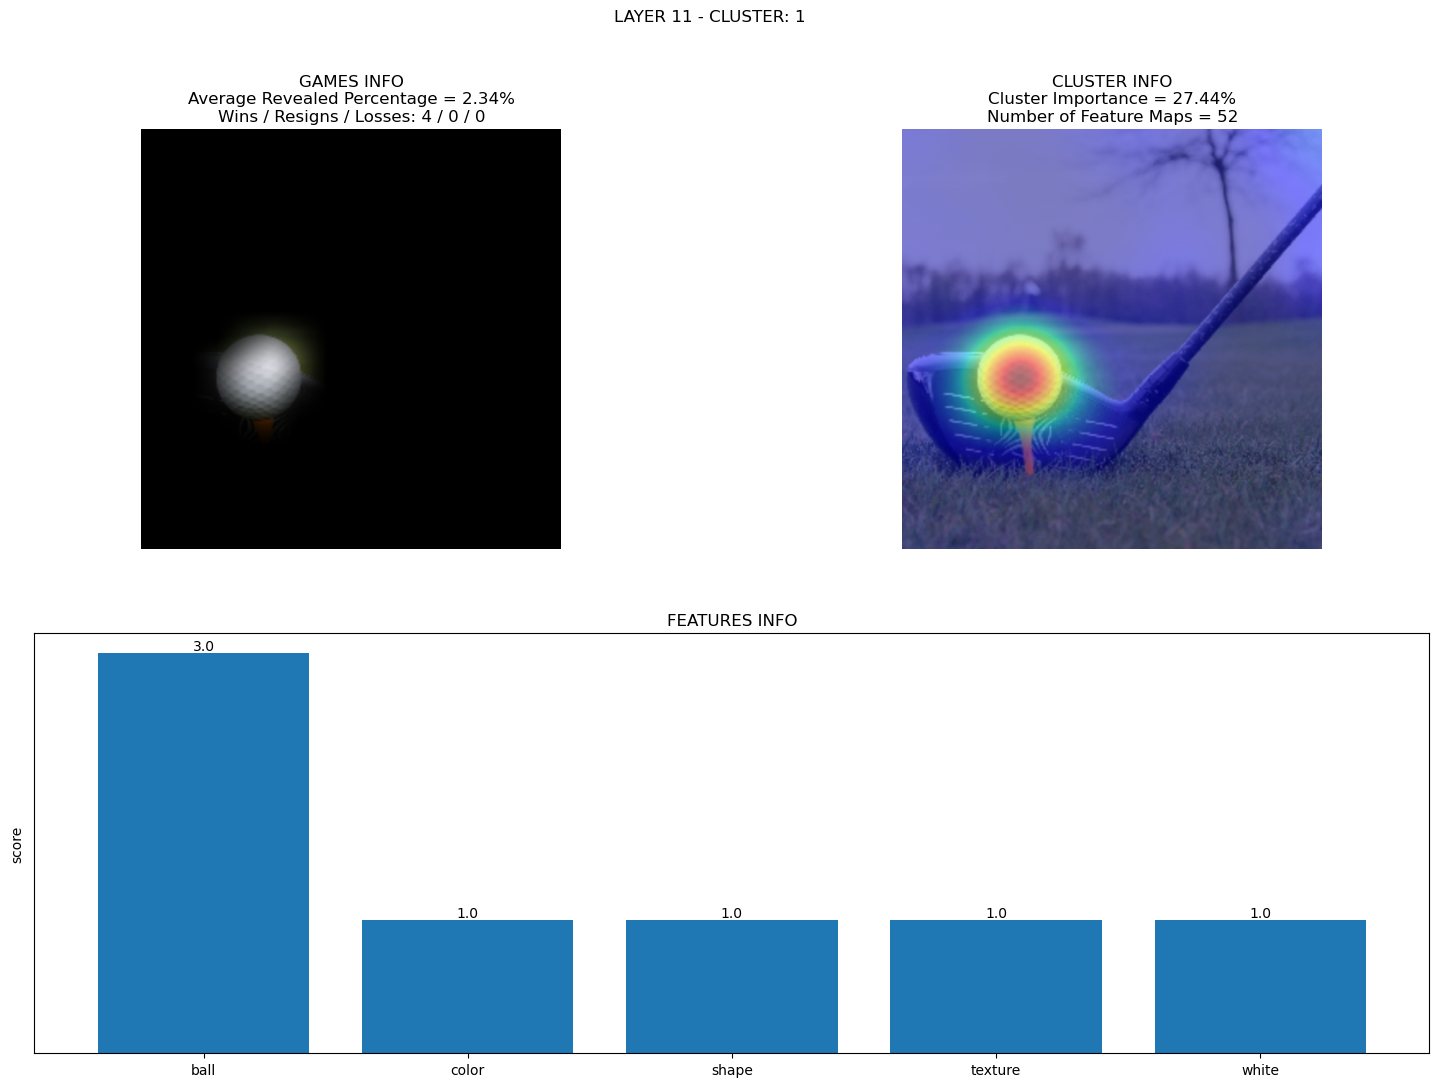 LAYER 11 - CLUSTER: 1
GAMES INFO
Average Revealed Percentage = 2.34%
Wins / Resigns / Losses: 4 / 0 / 0
CLUSTER INFO
Cluster Importance = 27.44%
Number of Feature Maps = 52
FEATURES INFO
score
3.0
1.0
1.0
1.0
1.0
ball
color
shape
texture
white